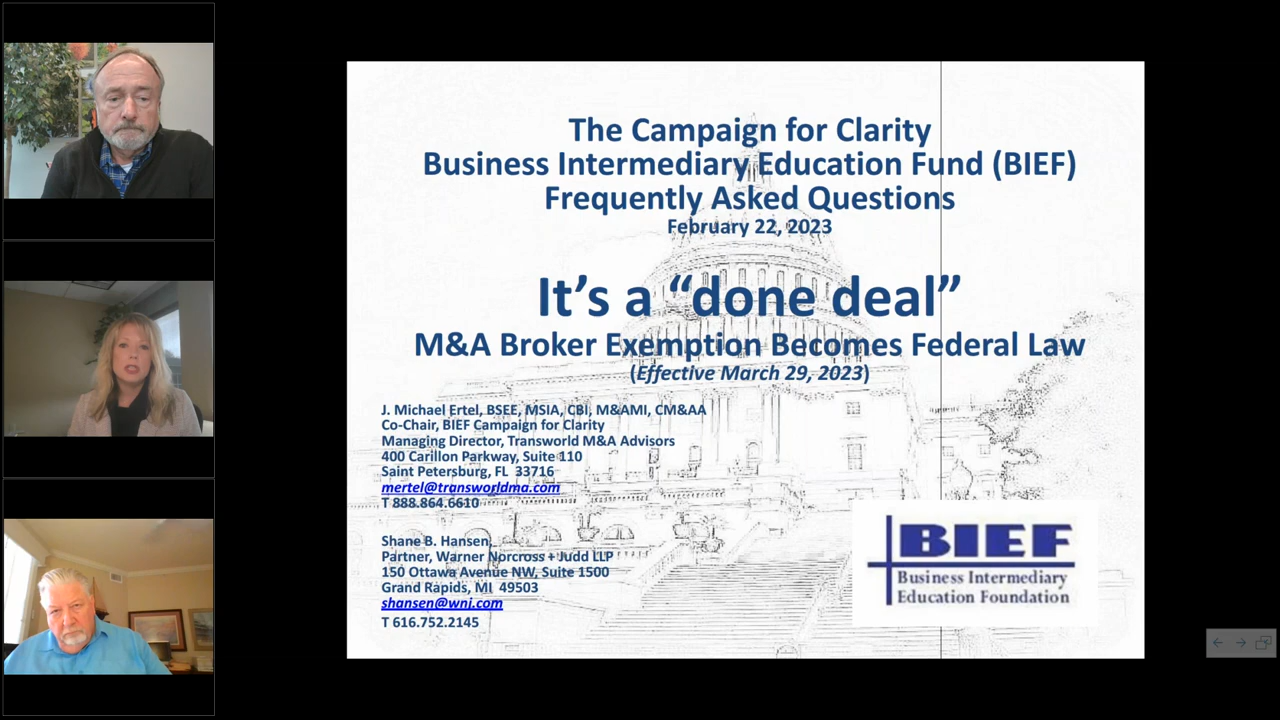 The Campaign for Clarity
Business Intermediary Education Fund (BIEF)
Frequently Asked Questions
February 22, 2023
It's a “done deal”
M&A Broker Exemption Becomes Federal Law
(Effective March 29, 2023)
J. Michael Ertel, BSEE, MSIA, CBI, M&AMI, CM&AA
Co-Chair, BIEF Campaign for Clarity
Managing Director, Transworld M&A Advisors
400 Carillon Parkway, Suite 110
Saint Petersburg, FL 33716
mertel@transworldma.com
T 888.864.6610
Shane B. Hansen,
Partner, Warner Norcross + Judd LLP
150 Ottawa Avenue NW, Suite 1500
Grand Rapids, MI 49503
shansen@wnj.com
T 616.752.2145
BIEF
Business Intermediary
Education Foundation